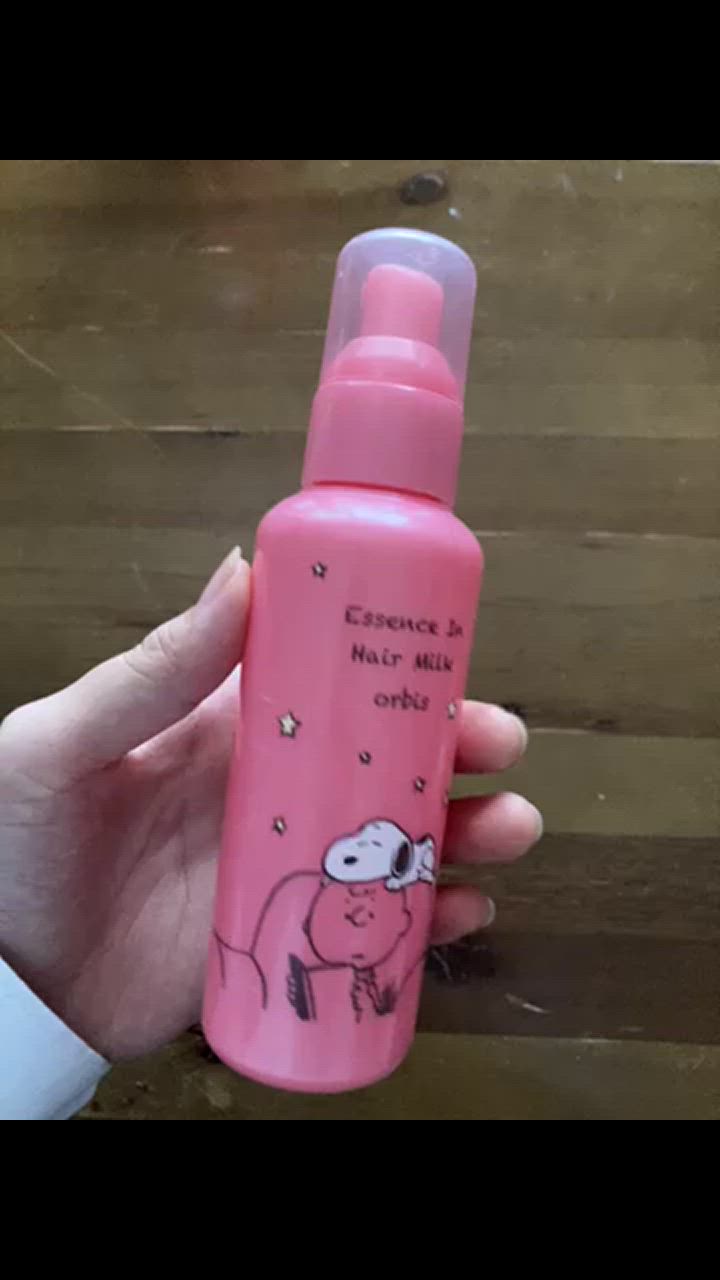 Essence In
Hair Milk
orbis